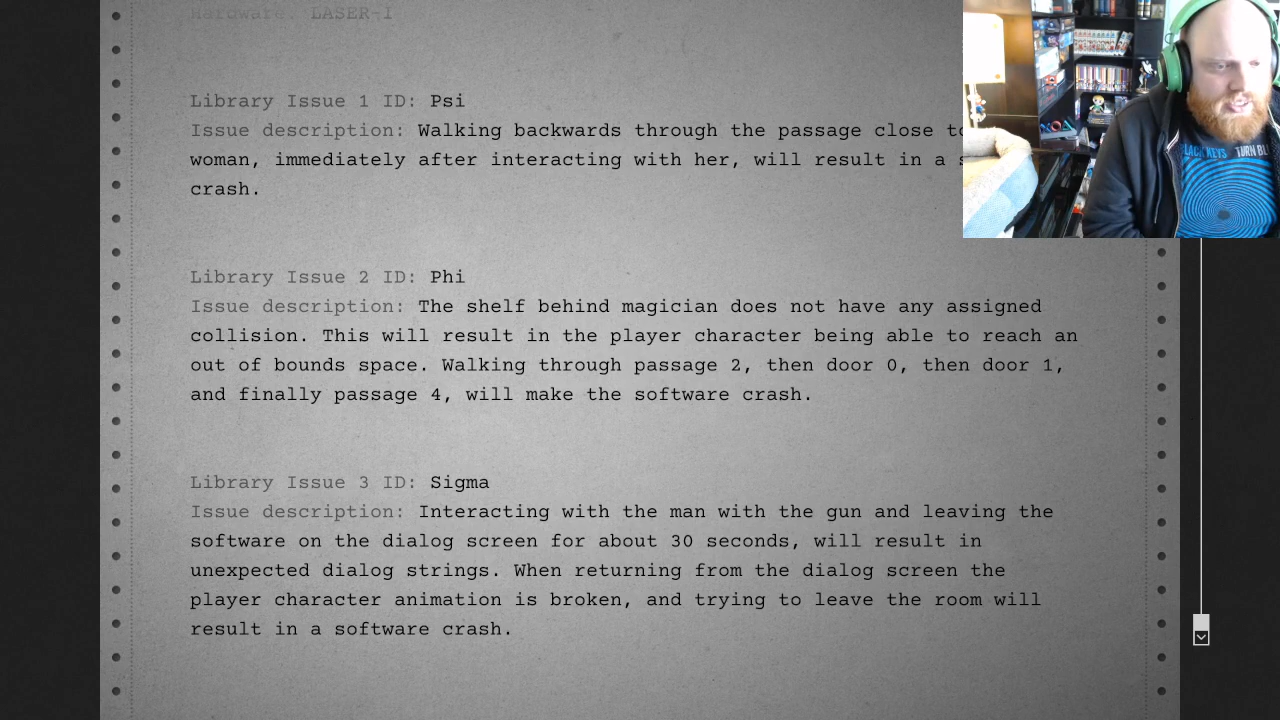 Hardware: LASER-I
Library Issue 1 ID: Psi
Issue description: Walking backwards through the passage close to
woman, immediately after interacting with her, will result in a
crash.
Library Issue 2 ID: Phi
Issue description: The shelf behind magician does not have any assigned
collision. This will result in the player character being able to reach an
out of bounds space. Walking through passage 2, then door 0, then door 1,
and finally passage 4, will make the software crash.
Library Issue 3 ID: Sigma
Issue description: Interacting with the man with the gun and leaving the
software on the dialog screen for about 30 seconds, will result in
unexpected dialog strings. When returning from the dialog screen the
player character animation is broken, and trying to leave the room will
result in a software crash.
KEYS TURN